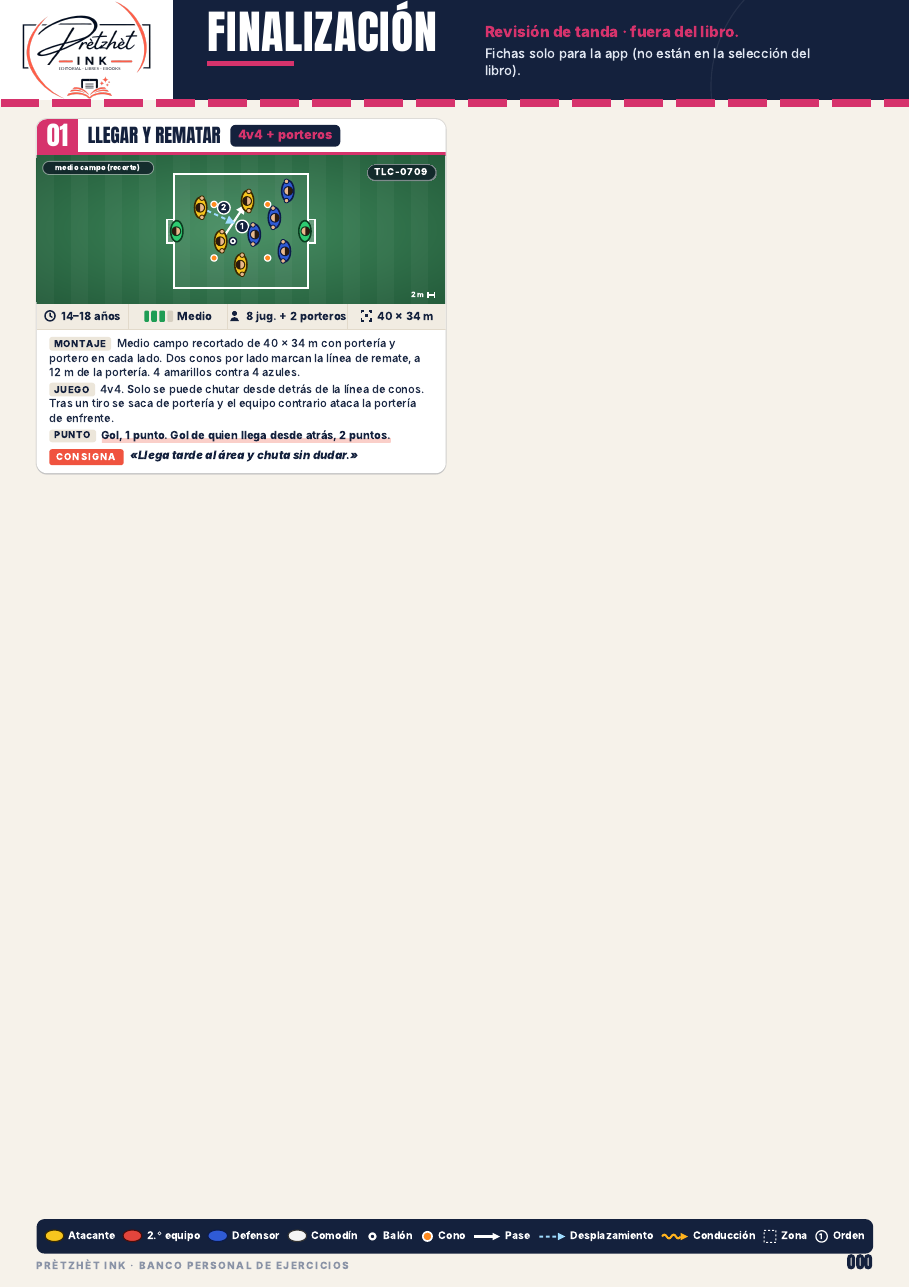 Prètzhèt
INK
EDITORIAL · LIBROS · EBOOKS
FINALIZACIÓN
Revisión de tanda · fuera del libro.
Fichas solo para la app (no están en la selección del
libro).
01 LLEGAR Y REMATAR 4v4 + porteros
medio campo (recorte)
TLC-0709
2
1
2 m
14–18 años Medio 8 jug. + 2 porteros 40 × 34 m
MONTAJE Medio campo recortado de 40 × 34 m con portería y
portero en cada lado. Dos conos por lado marcan la línea de remate, a
12 m de la portería. 4 amarillos contra 4 azules.
JUEGO 4v4. Solo se puede chutar desde detrás de la línea de conos.
Tras un tiro se saca de portería y el equipo contrario ataca la portería
de enfrente.
PUNTO Gol, 1 punto. Gol de quien llega desde atrás, 2 puntos.
CONSIGNA «Llega tarde al área y chuta sin dudar.»
Atacante 2.º equipo Defensor Comodín Balón Cono Pase Desplazamiento Conducción Zona 1 Orden
PRÈTZHÈT INK · BANCO PERSONAL DE EJERCICIOS
000